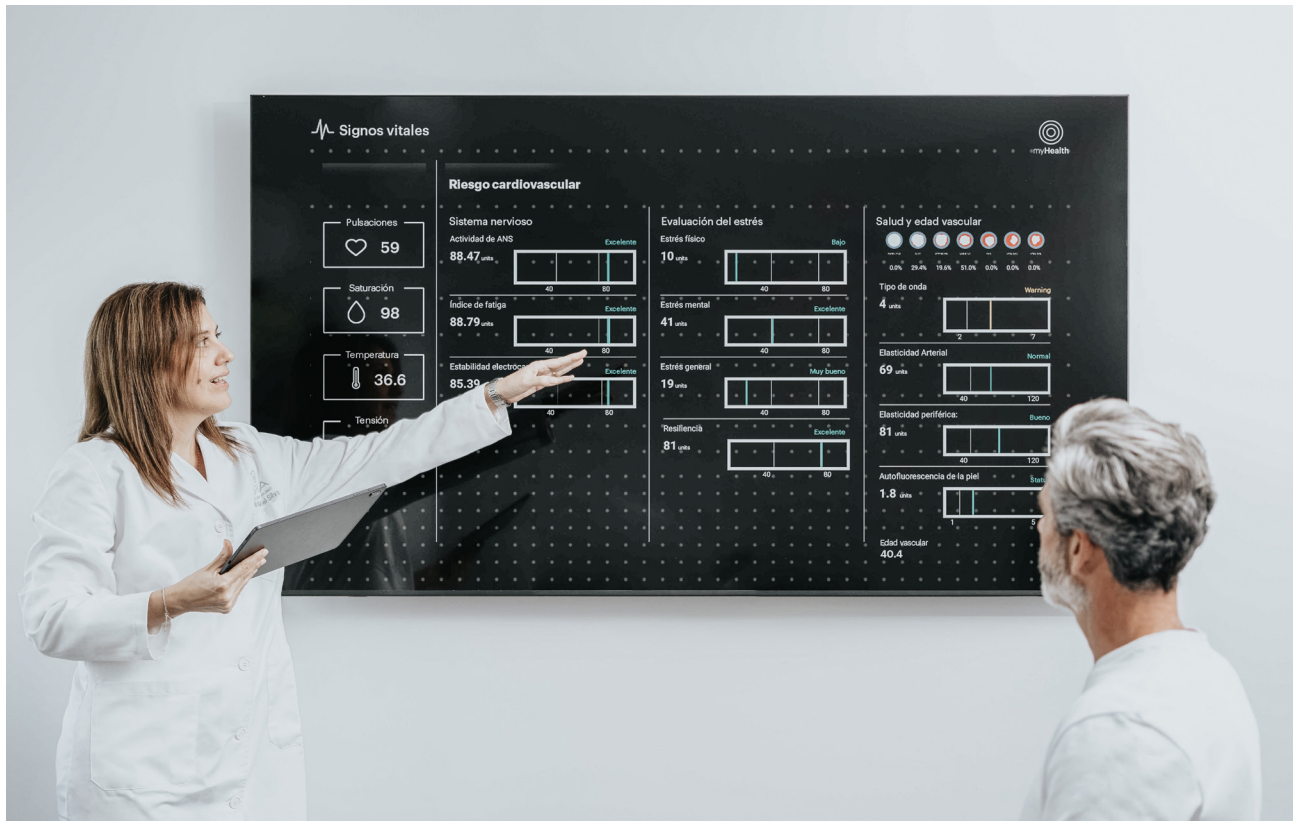 Signos vitales
myHealth
Riesgo cardiovascular
Pulsaciones
59
Saturación
98
Temperatura
36.6
Tensión
Sistema nervioso
Actividad de ANS
Excelente
88.47 units
40 80
Índice de fatiga
Excelente
88.79 units
40 80
Estabilidad electroca
Excelente
85.39
40 80
Evaluación del estrés
Estrés físico
Bajo
10 units
40 80
Estrés mental
Excelente
41 units
40 80
Estrés general
Muy bueno
19 units
40 80
Resiliencia
Excelente
81 units
40 80
Salud y edad vascular
0.0% 29.4% 19.6% 51.0% 0.0% 0.0% 0.0%
Tipo de onda
Warning
4 units
2 7
Elasticidad Arterial
Normal
69 units
40 120
Elasticidad periférica:
Bueno
81 units
40 120
Autofluorescencia de la piel
Statu
1.8 units
1 5
Edad vascular
40.4